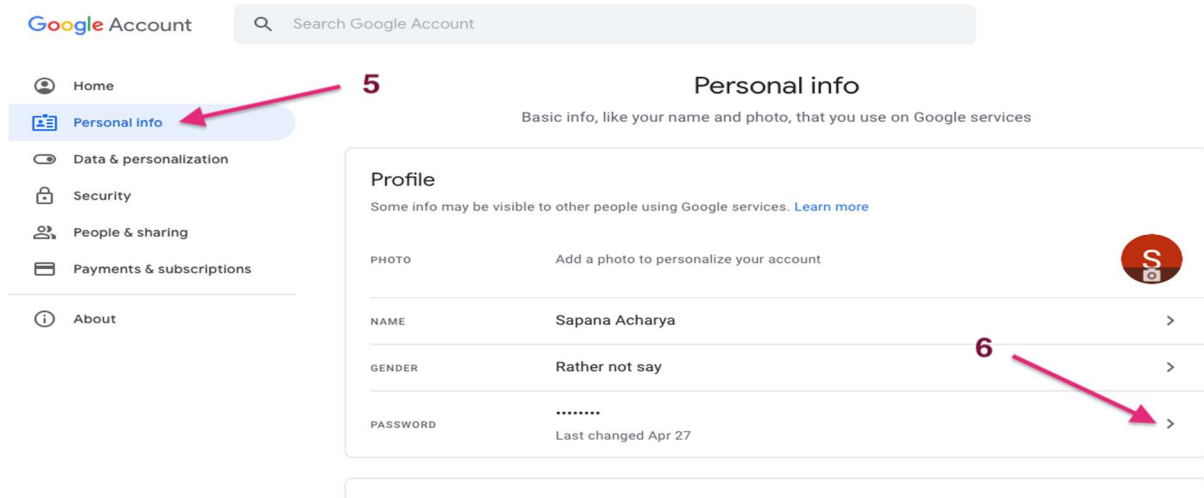 Google Account
Search Google Account
Home
5
Personal info
Personal info
Basic info, like your name and photo, that you use on Google services
Data & personalization
Security
People & sharing
Payments & subscriptions
About
Profile
Some info may be visible to other people using Google services. Learn more
PHOTO Add a photo to personalize your account S
NAME Sapana Acharya
6
GENDER Rather not say
PASSWORD ••••••••
Last changed Apr 27